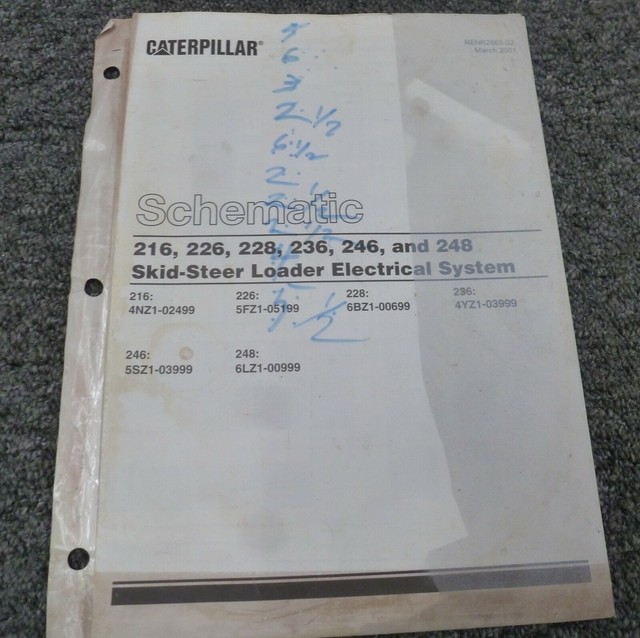 CATERPILLAR®
March 2001
6
2 1/2
6 1/2
2
Schematic
216, 226, 228, 236, 246, and 248
Skid-Steer Loader Electrical System
216: 226: 228: 236:
4NZ1-02499 5FZ1-05199 6BZ1-00699 4YZ1-03999
246: 248:
5SZ1-03999 6LZ1-00999